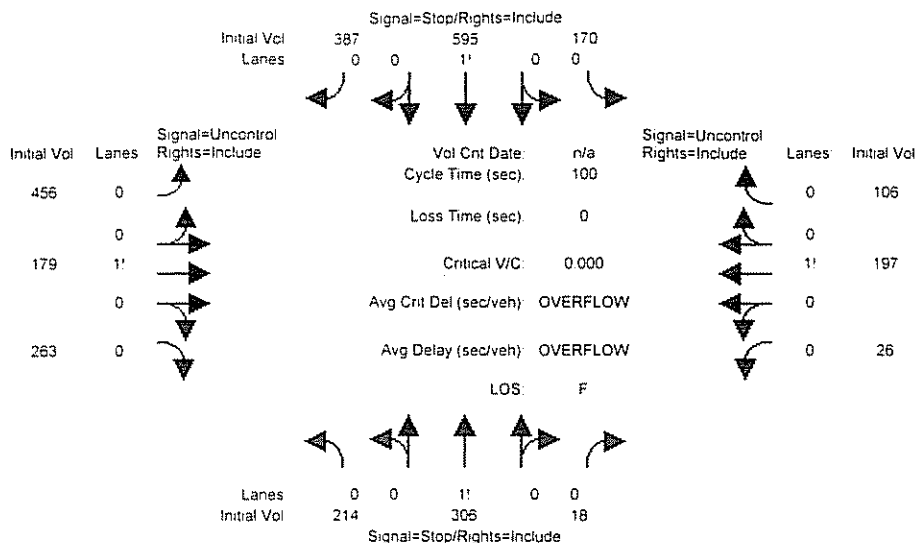 Signal=Stop/Rights=Include
Initial Vol 387 595 170
Lanes 0 0 1! 0 0
Signal=Uncontrol
Rights=Include
Signal=Uncontrol
Rights=Include
Initial Vol Lanes
Vol Cnt Date: n/a
Lanes: Initial Vol
456 0
Cycle Time (sec): 100
0 106
0
Loss Time (sec): 0
0
179 1!
Critical V/C: 0.000
1! 197
0
Avg Crit Del (sec/veh): OVERFLOW
0
263 0
Avg Delay (sec/veh): OVERFLOW
0 26
LOS: F
Lanes 0 0 1! 0 0
Initial Vol 214 306 18
Signal=Stop/Rights=Include